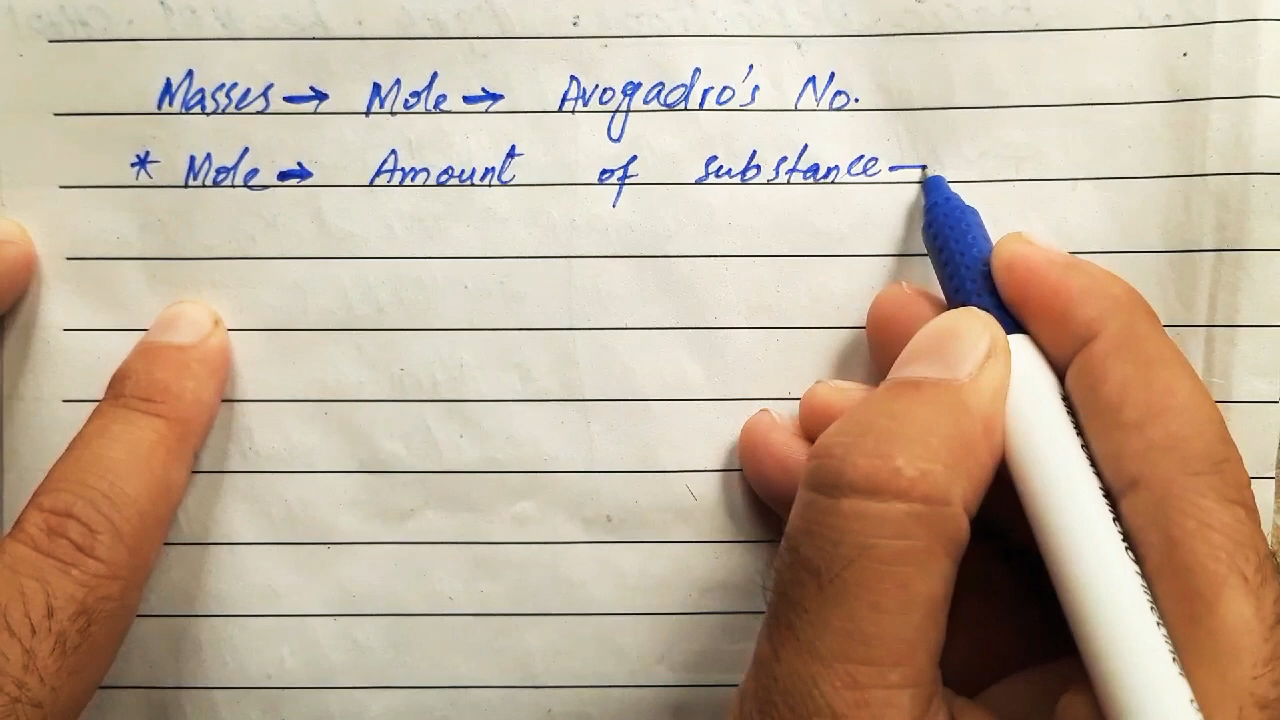 Masses → Mole → Avogadro's No.
* Mole → Amount of substance —